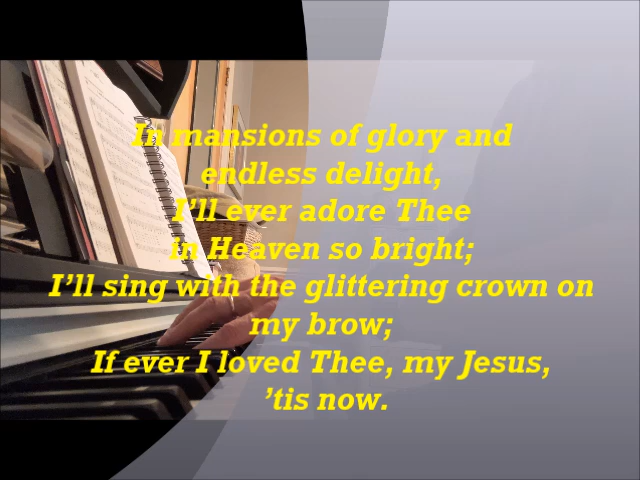 In mansions of glory and
endless delight,
I’ll ever adore Thee
in Heaven so bright;
I’ll sing with the glittering crown on
my brow;
If ever I loved Thee, my Jesus,
’tis now.